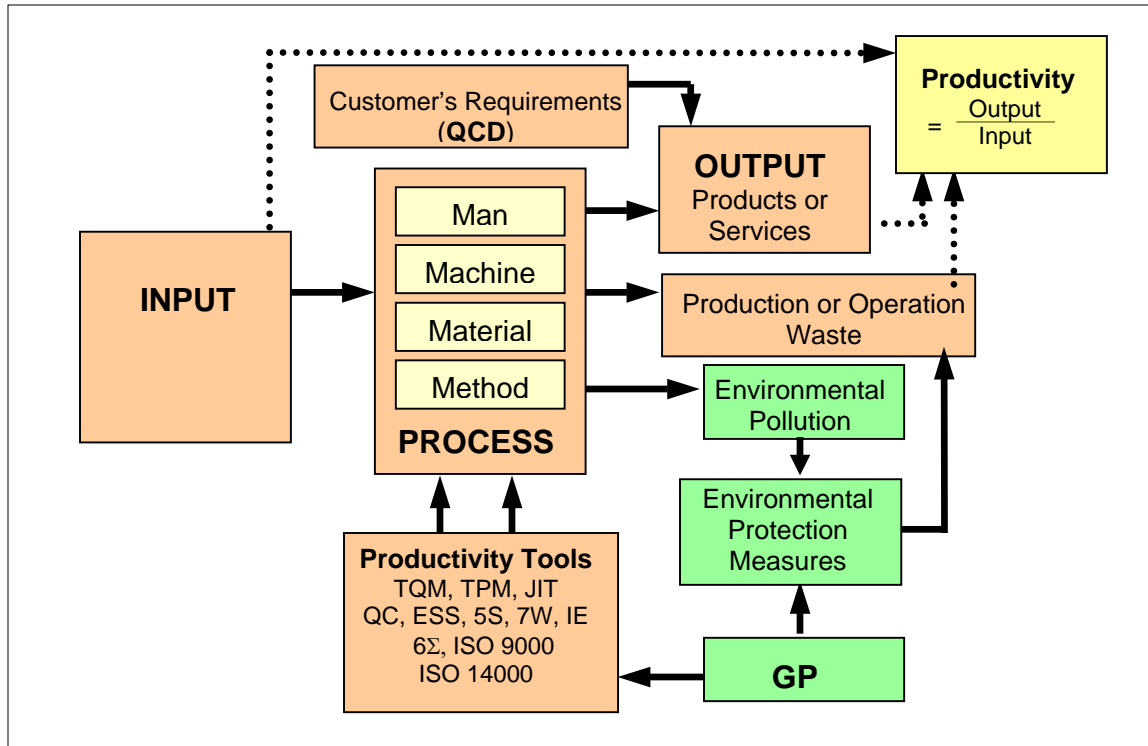 Productivity
= Output
Input
Customer's Requirements
(QCD)
OUTPUT
Products or
Services
INPUT
Man
Machine
Material
Method
PROCESS
Production or Operation
Waste
Environmental
Pollution
Environmental
Protection
Measures
Productivity Tools
TQM, TPM, JIT
QC, ESS, 5S, 7W, IE
6Σ, ISO 9000
ISO 14000
GP